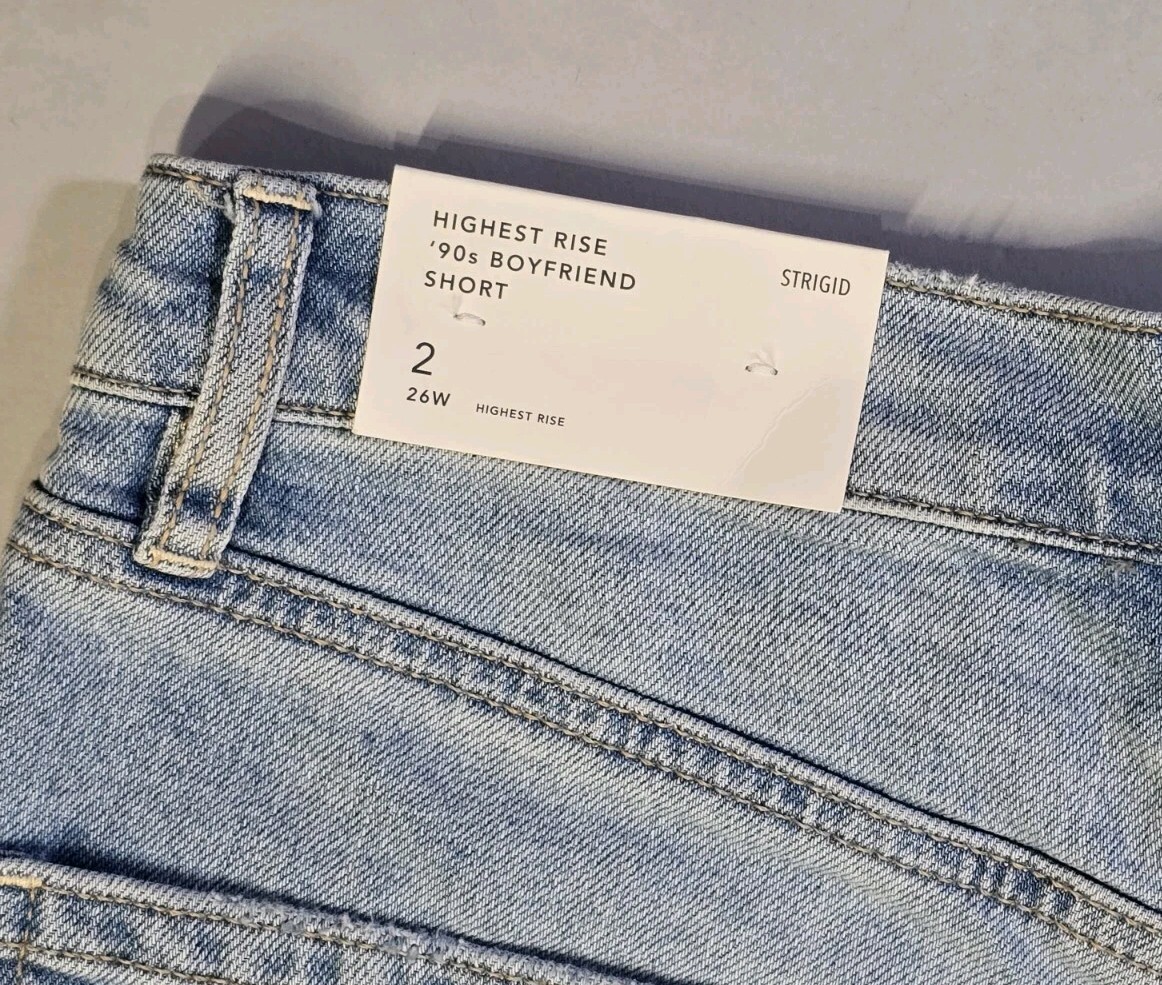 HIGHEST RISE
‘90s BOYFRIEND
SHORT
STRIGID
2
26W HIGHEST RISE